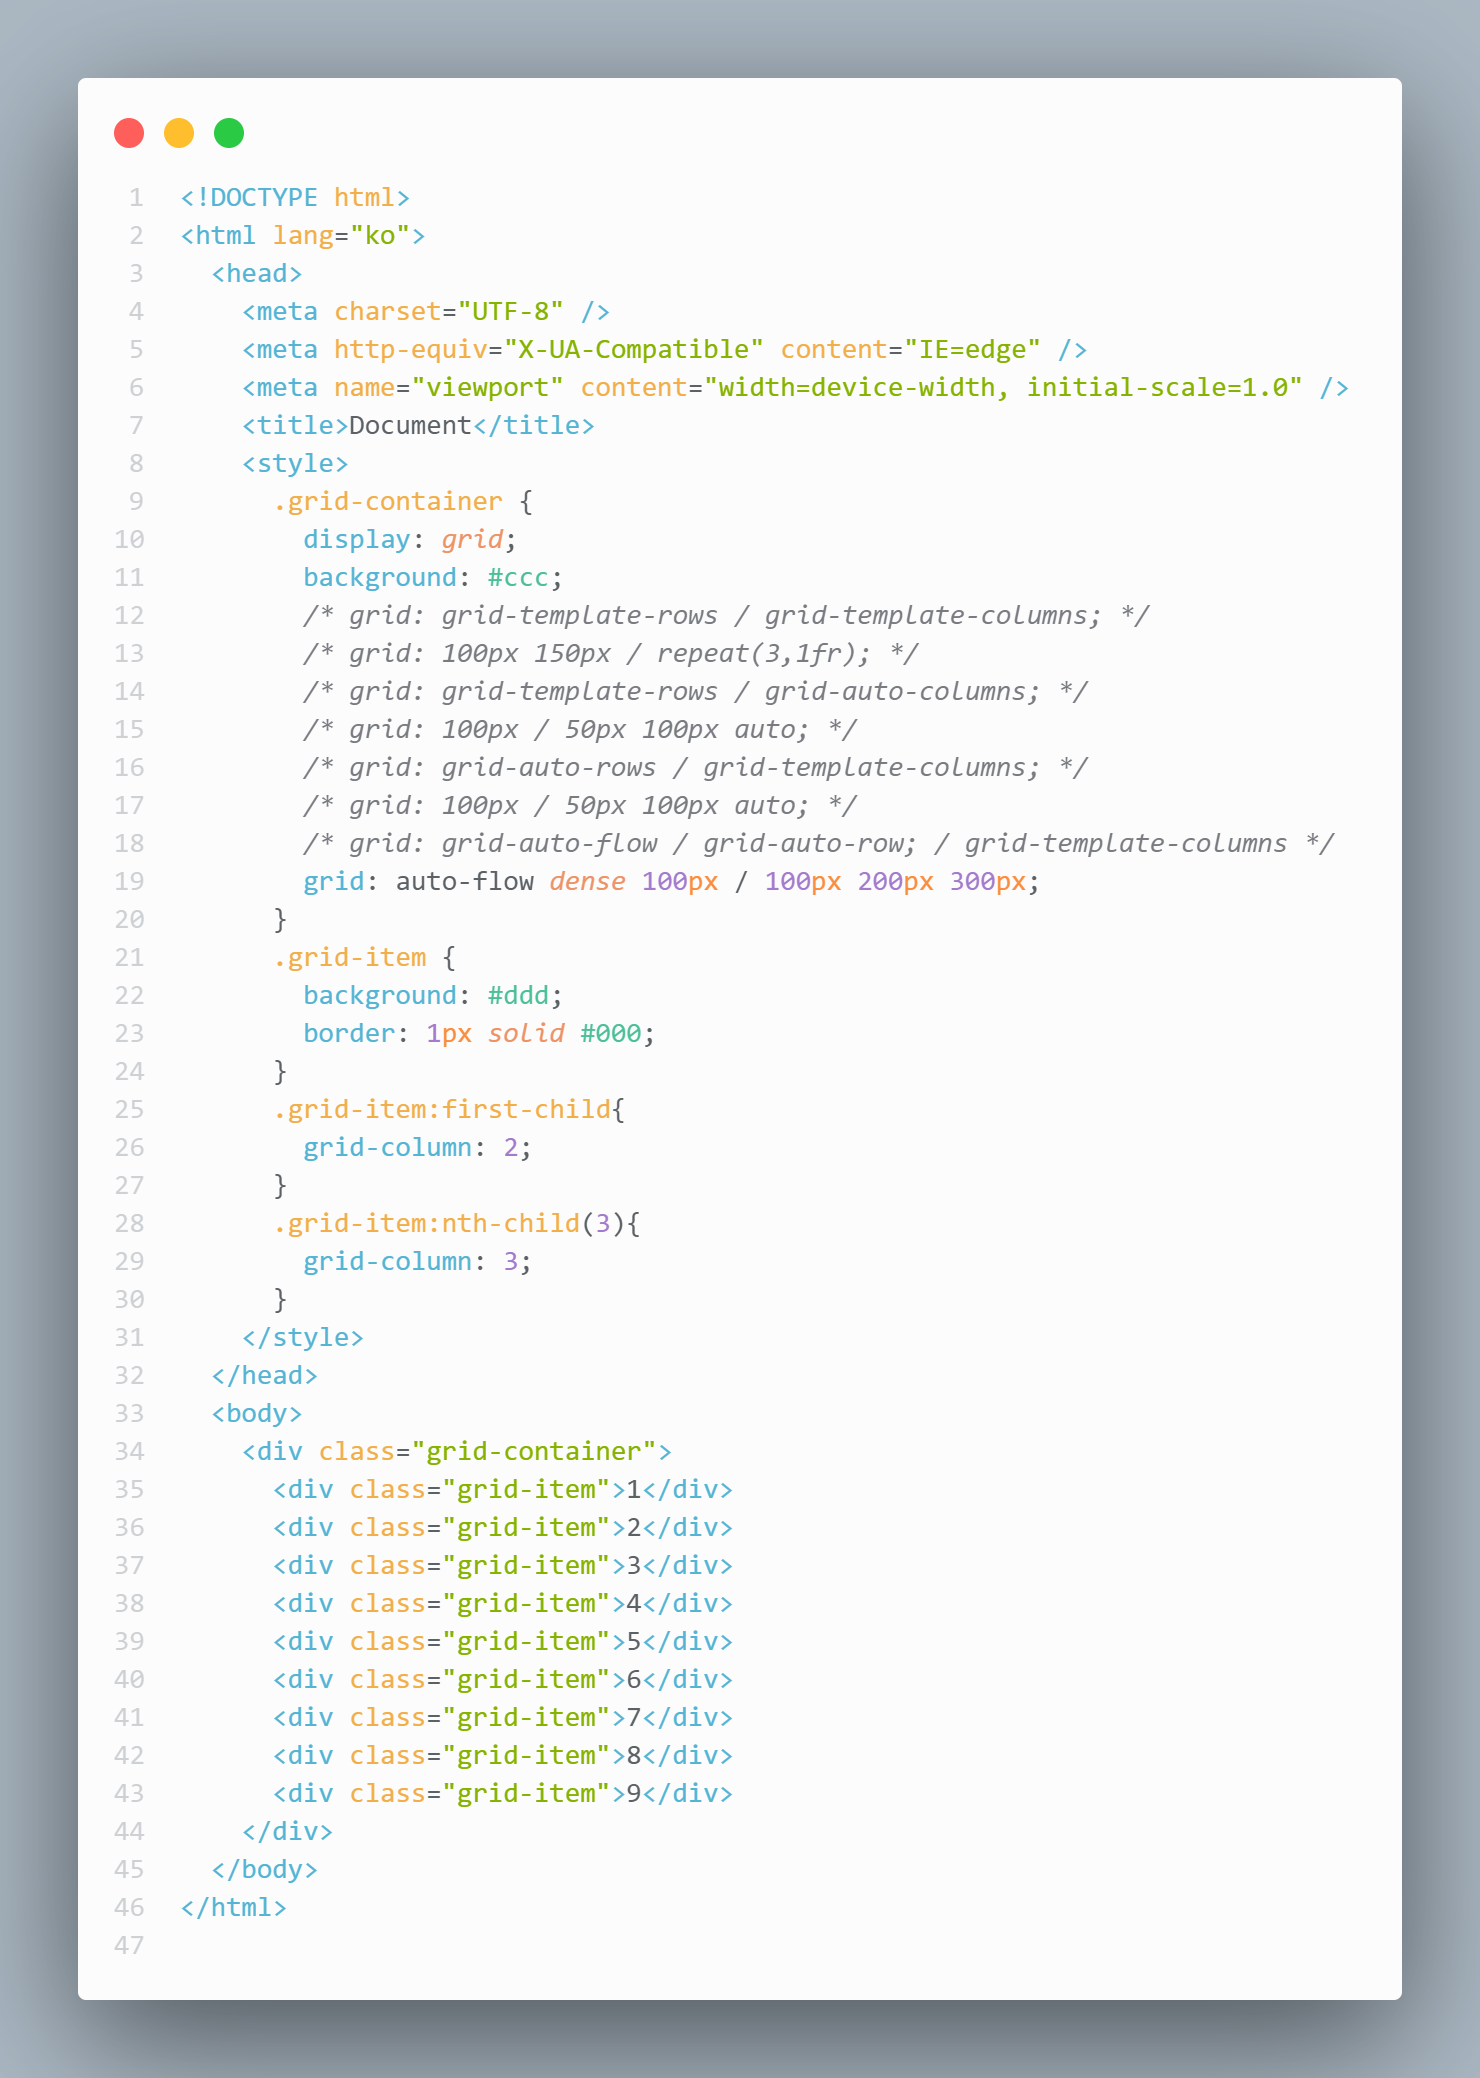 1 <!DOCTYPE html>
2 <html lang="ko">
3   <head>
4     <meta charset="UTF-8" />
5     <meta http-equiv="X-UA-Compatible" content="IE=edge" />
6     <meta name="viewport" content="width=device-width, initial-scale=1.0" />
7     <title>Document</title>
8     <style>
9       .grid-container {
10         display: grid;
11         background: #ccc;
12         /* grid: grid-template-rows / grid-template-columns; */
13         /* grid: 100px 150px / repeat(3,1fr); */
14         /* grid: grid-template-rows / grid-auto-columns; */
15         /* grid: 100px / 50px 100px auto; */
16         /* grid: grid-auto-rows / grid-template-columns; */
17         /* grid: 100px / 50px 100px auto; */
18         /* grid: grid-auto-flow / grid-auto-row; / grid-template-columns */
19         grid: auto-flow dense 100px / 100px 200px 300px;
20       }
21       .grid-item {
22         background: #ddd;
23         border: 1px solid #000;
24       }
25       .grid-item:first-child{
26         grid-column: 2;
27       }
28       .grid-item:nth-child(3){
29         grid-column: 3;
30       }
31     </style>
32   </head>
33   <body>
34     <div class="grid-container">
35       <div class="grid-item">1</div>
36       <div class="grid-item">2</div>
37       <div class="grid-item">3</div>
38       <div class="grid-item">4</div>
39       <div class="grid-item">5</div>
40       <div class="grid-item">6</div>
41       <div class="grid-item">7</div>
42       <div class="grid-item">8</div>
43       <div class="grid-item">9</div>
44     </div>
45   </body>
46 </html>
47